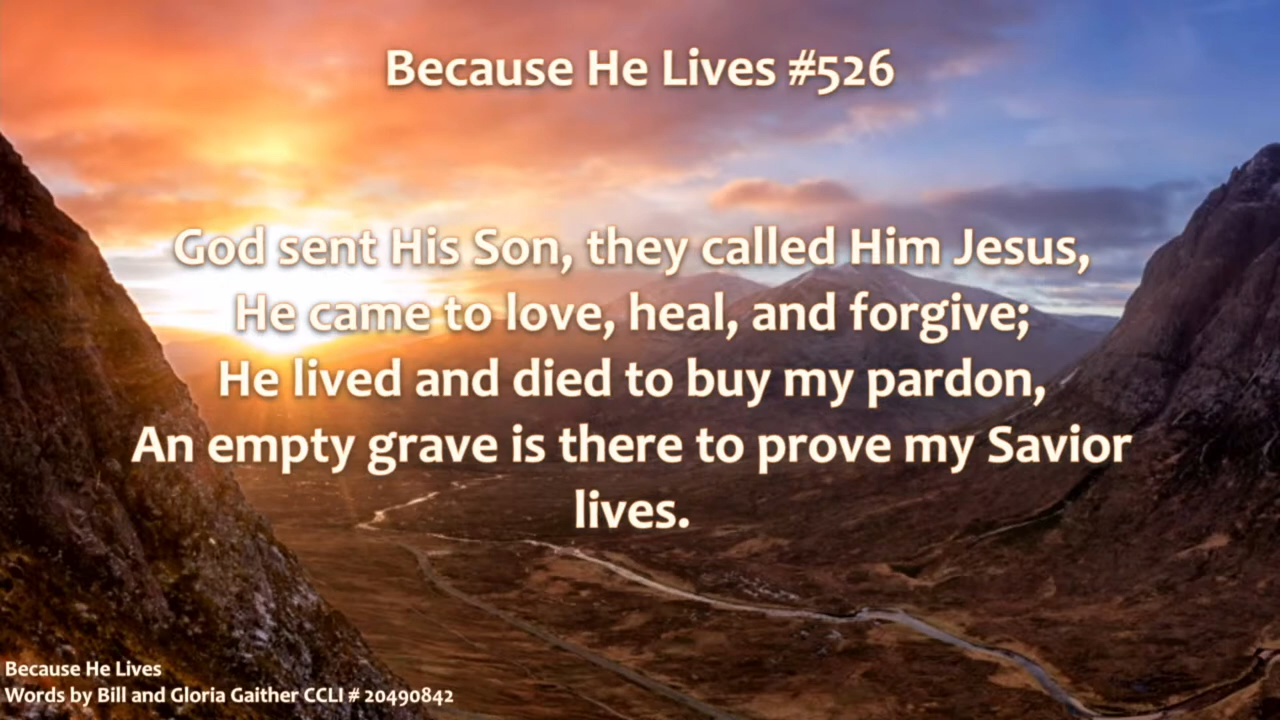 Because He Lives #526
God sent His Son, they called Him Jesus,
He came to love, heal, and forgive;
He lived and died to buy my pardon,
An empty grave is there to prove my Savior
lives.
Because He Lives
Words by Bill and Gloria Gaither CCLI # 20490842